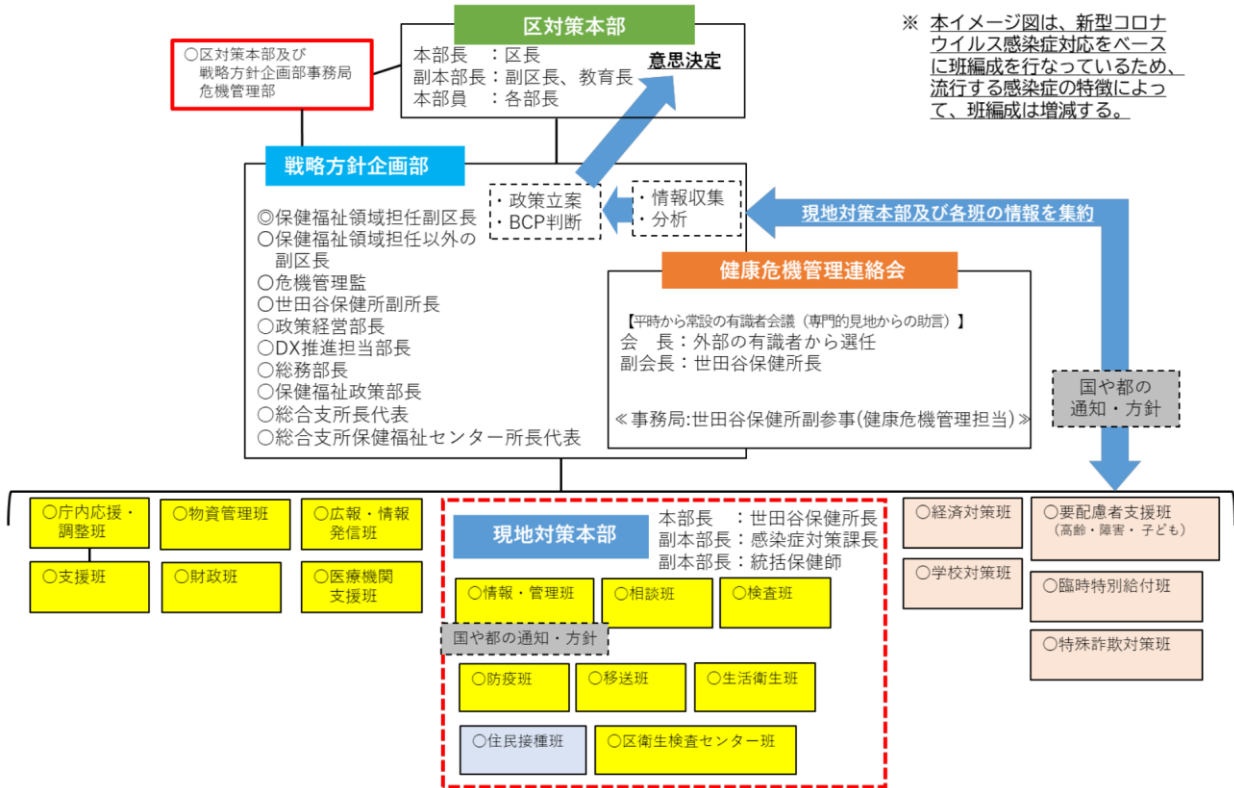 区対策本部
本部長　：区長
副本部長：副区長、教育長
本部員　：各部長
意思決定
○区対策本部及び
戦略方針企画部事務局
危機管理部
※ 本イメージ図は、新型コロナ
ウイルス感染症対応をベース
に班編成を行なっているため、
流行する感染症の特徴によっ
て、班編成は増減する。
戦略方針企画部
◎保健福祉領域担任副区長
○保健福祉領域担任以外の
副区長
○危機管理監
○世田谷保健所副所長
○政策経営部長
○DX推進担当部長
○総務部長
○保健福祉政策部長
○総合支所長代表
○総合支所保健福祉センター所長代表
・政策立案
・BCP判断
・情報収集
・分析
現地対策本部及び各班の情報を集約
健康危機管理連絡会
【平時から常設の有識者会議（専門的見地からの助言）】
会　長：外部の有識者から選任
副会長：世田谷保健所長
≪事務局:世田谷保健所副参事(健康危機管理担当)≫
国や都の
通知・方針
○庁内応援・
調整班
○物資管理班
○広報・情報
発信班
○支援班
○財政班
○医療機関
支援班
現地対策本部
本部長　：世田谷保健所長
副本部長：感染症対策課長
副本部長：統括保健師
○情報・管理班
○相談班
○検査班
国や都の通知・方針
○防疫班
○移送班
○生活衛生班
○住民接種班
○区衛生検査センター班
○経済対策班
○要配慮者支援班
（高齢・障害・子ども）
○学校対策班
○臨時特別給付班
○特殊詐欺対策班